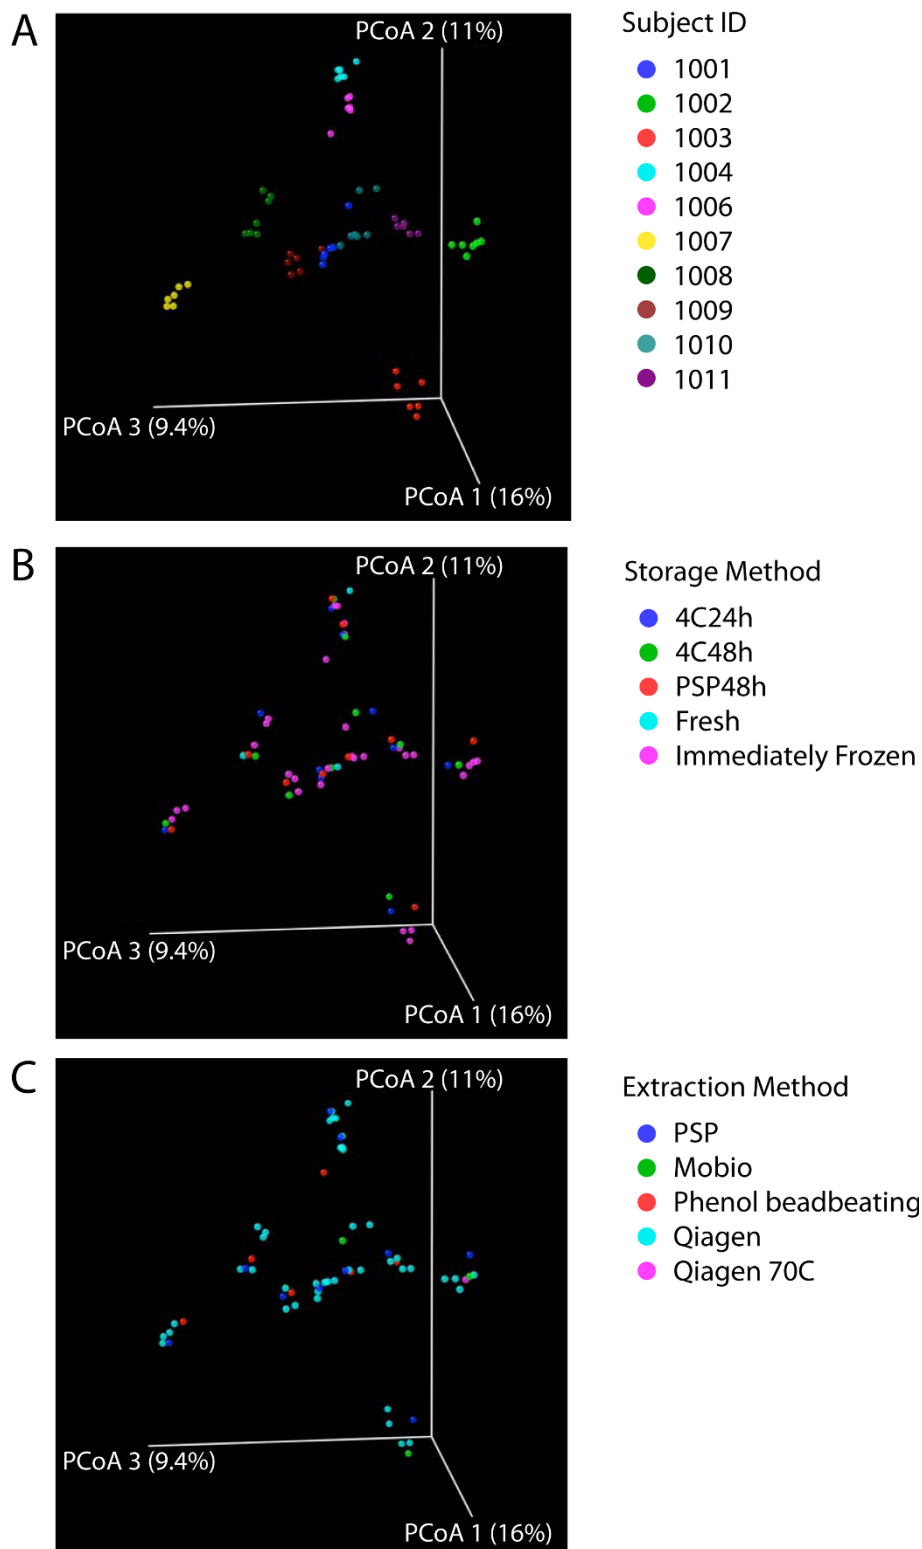 A
PCoA 2 (11%)
PCoA 3 (9.4%)
PCoA 1 (16%)
Subject ID
1001
1002
1003
1004
1006
1007
1008
1009
1010
1011
B
PCoA 2 (11%)
PCoA 3 (9.4%)
PCoA 1 (16%)
Storage Method
4C24h
4C48h
PSP48h
Fresh
Immediately Frozen
C
PCoA 2 (11%)
PCoA 3 (9.4%)
PCoA 1 (16%)
Extraction Method
PSP
Mobio
Phenol beadbeating
Qiagen
Qiagen 70C